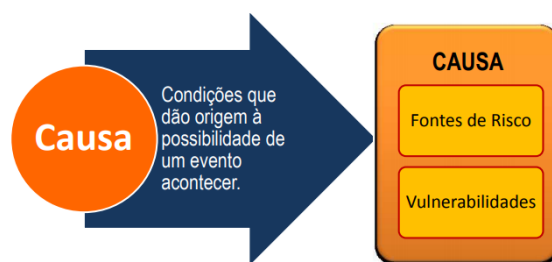 Causa
Condições que
dão origem à
possibilidade de
um evento
acontecer.
CAUSA
Fontes de Risco
Vulnerabilidades